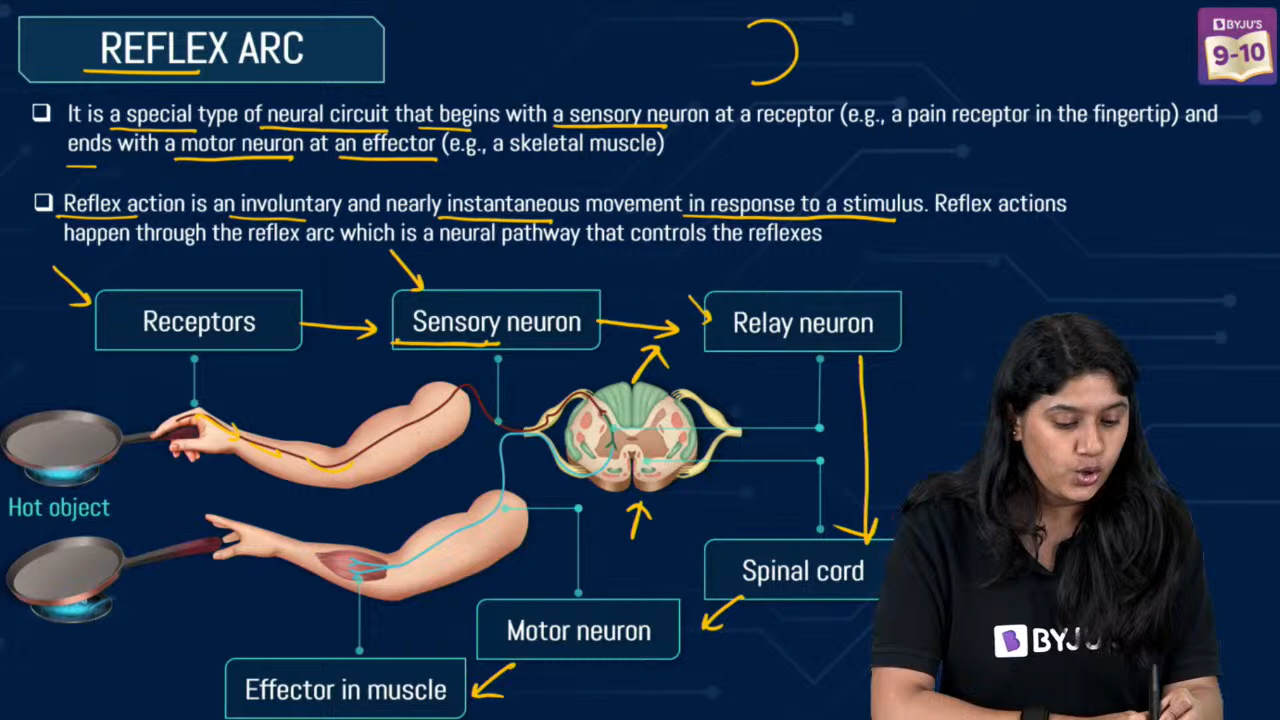 REFLEX ARC
BYJU'S
9-10
It is a special type of neural circuit that begins with a sensory neuron at a receptor (e.g., a pain receptor in the fingertip) and
ends with a motor neuron at an effector (e.g., a skeletal muscle)
Reflex action is an involuntary and nearly instantaneous movement in response to a stimulus. Reflex actions
happen through the reflex arc which is a neural pathway that controls the reflexes
Receptors
Sensory neuron
Relay neuron
Hot object
Spinal cord
Motor neuron
BYJU'S
Effector in muscle